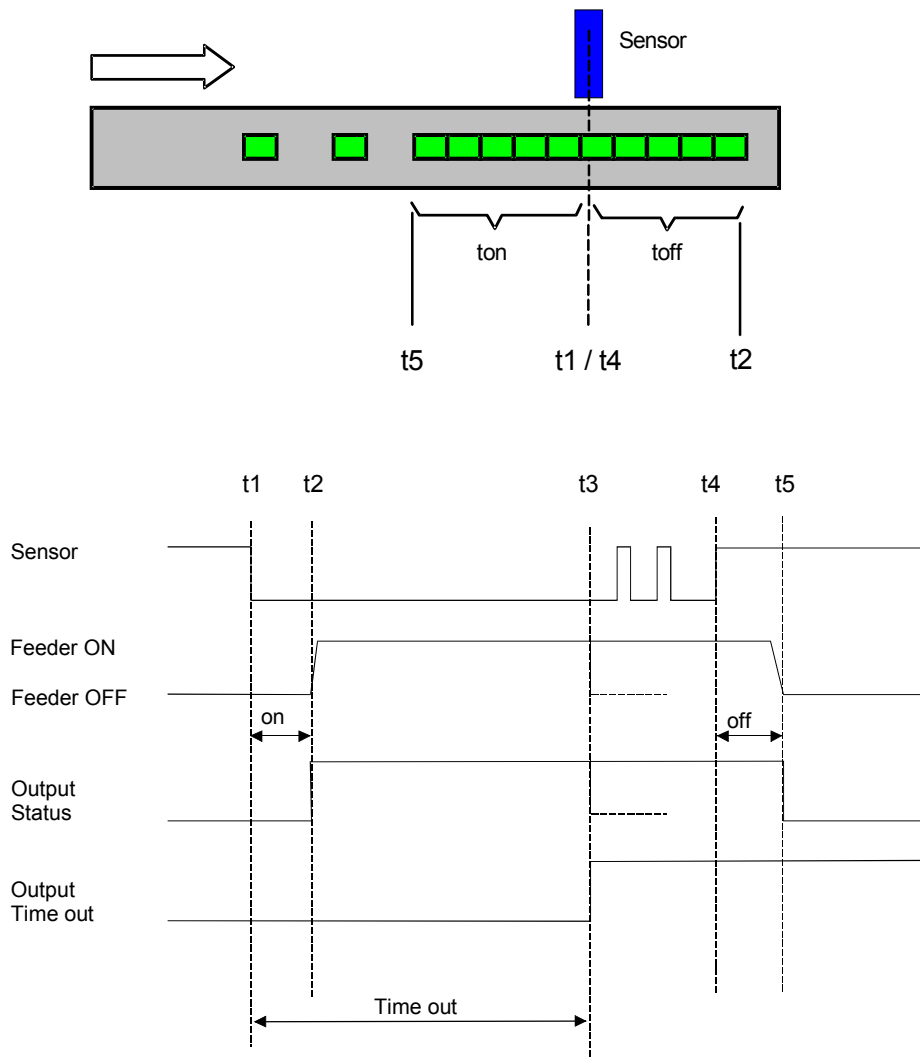 Sensor
ton
toff
t5
t1 / t4
t2
t1
t2
t3
t4
t5
Sensor
Feeder ON
Feeder OFF
on
off
Output
Status
Output
Time out
Time out